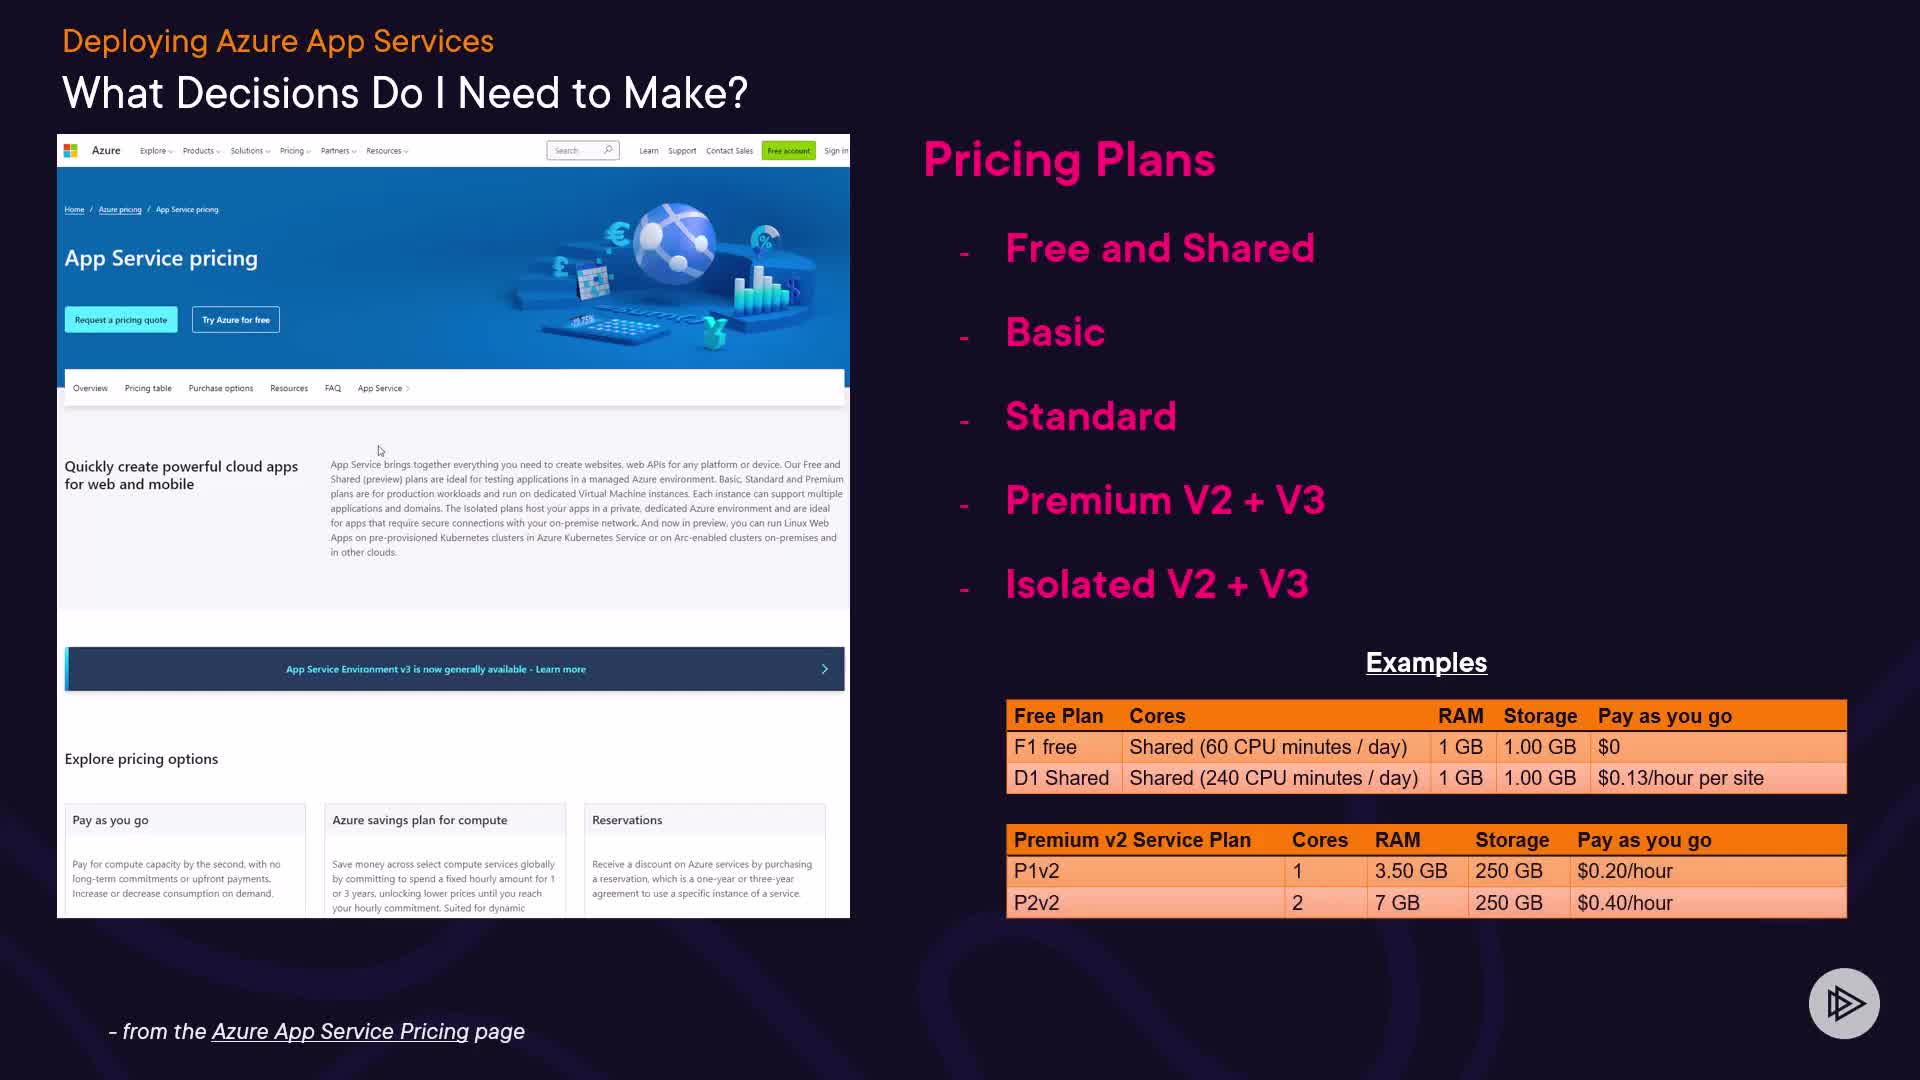 Deploying Azure App Services
What Decisions Do I Need to Make?
Azure Explore Products Solutions Pricing Partners Resources Search Learn Support Contact Sales Free account Sign in
Home / Azure pricing / App Service pricing
App Service pricing
Request a pricing quote Try Azure for free
Overview Pricing table Purchase options Resources FAQ App Service
Quickly create powerful cloud apps
for web and mobile
App Service brings together everything you need to create websites, web APIs for any platform or device. Our Free and
Shared (preview) plans are ideal for testing applications in a managed Azure environment. Basic, Standard and Premium
plans are for production workloads and run on dedicated Virtual Machine instances. Each instance can support multiple
applications and domains. The Isolated plans host your apps in a private, dedicated Azure environment and are ideal
for apps that require secure connections with your on-premise network. And now in preview, you can run Linux Web
Apps on pre-provisioned Kubernetes clusters in Azure Kubernetes Service or on Arc-enabled clusters on-premises and
in other clouds.
App Service Environment v3 is now generally available - Learn more
Explore pricing options
Pay as you go
Pay for compute capacity by the second, with no
long-term commitments or upfront payments.
Increase or decrease consumption on demand.
Azure savings plan for compute
Save money across select compute services globally
by committing to spend a fixed hourly amount for 1
or 3 years, unlocking lower prices until you reach
your hourly commitment. Suited for dynamic
Reservations
Receive a discount on Azure services by purchasing
a reservation, which is a one-year or three-year
agreement to use a specific instance of a service.
Pricing Plans
- Free and Shared
- Basic
- Standard
- Premium V2 + V3
- Isolated V2 + V3
Examples
Free Plan Cores RAM Storage Pay as you go
F1 free Shared (60 CPU minutes / day) 1 GB 1.00 GB $0
D1 Shared Shared (240 CPU minutes / day) 1 GB 1.00 GB $0.13/hour per site
Premium v2 Service Plan Cores RAM Storage Pay as you go
P1v2 1 3.50 GB 250 GB $0.20/hour
P2v2 2 7 GB 250 GB $0.40/hour
- from the Azure App Service Pricing page